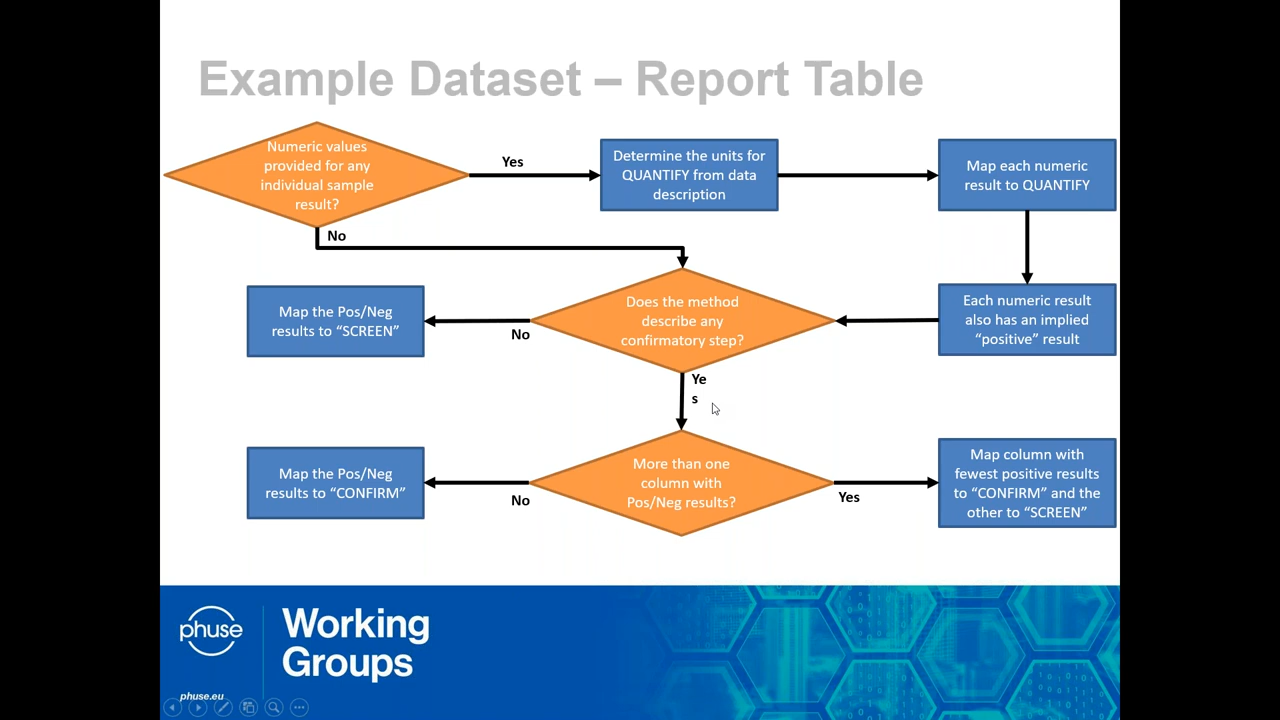 Example Dataset – Report Table
Numeric values
provided for any
individual sample
result?
Yes
Determine the units for
QUANTIFY from data
description
Map each numeric
result to QUANTIFY
No
Map the Pos/Neg
results to “SCREEN”
No
Does the method
describe any
confirmatory step?
Each numeric result
also has an implied
“positive” result
Ye
s
Map the Pos/Neg
results to “CONFIRM”
No
More than one
column with
Pos/Neg results?
Yes
Map column with
fewest positive results
to “CONFIRM” and the
other to “SCREEN”
phuse
Working
Groups
phuse.eu